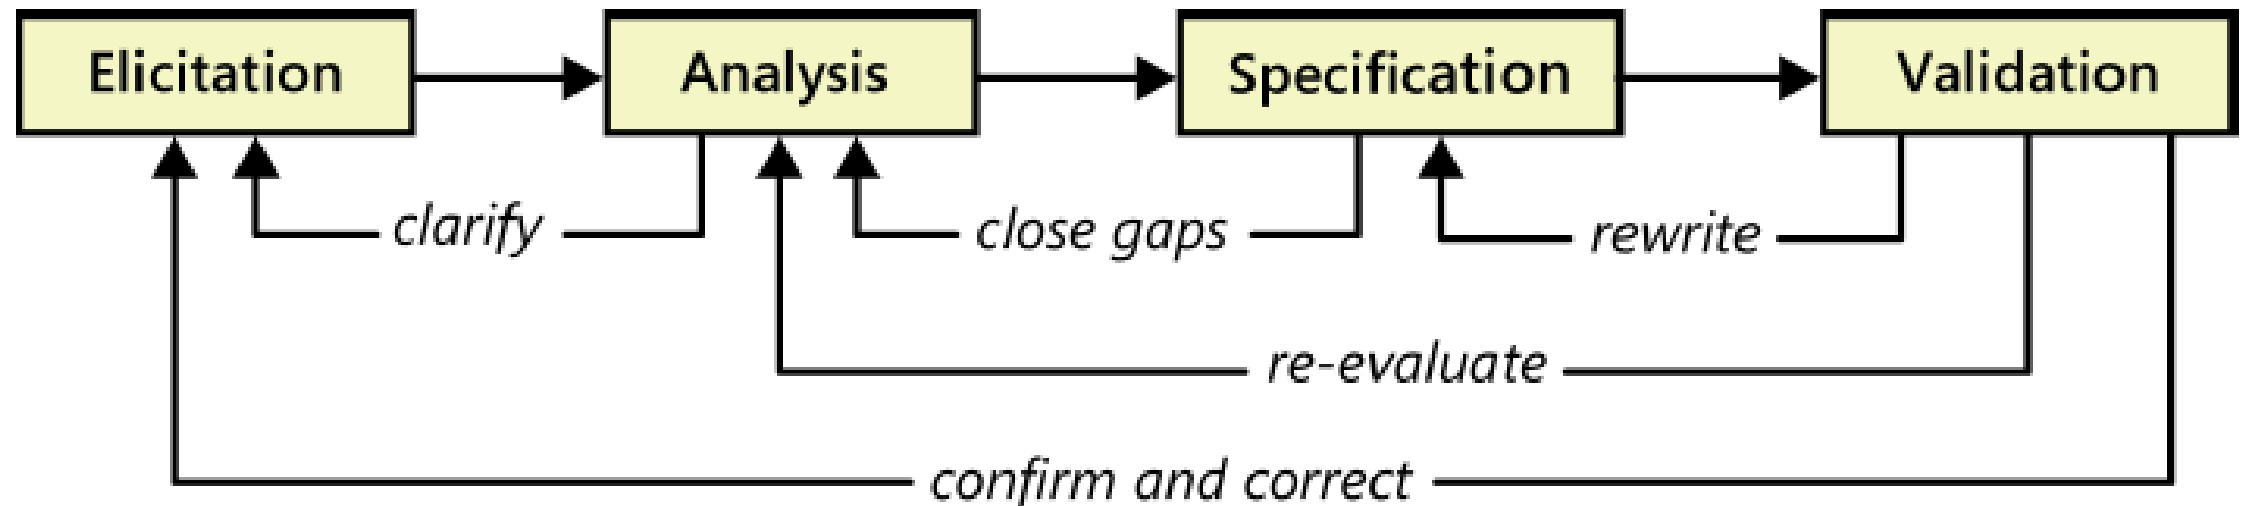 Elicitation
Analysis
Specification
Validation
clarify
close gaps
rewrite
re-evaluate
confirm and correct